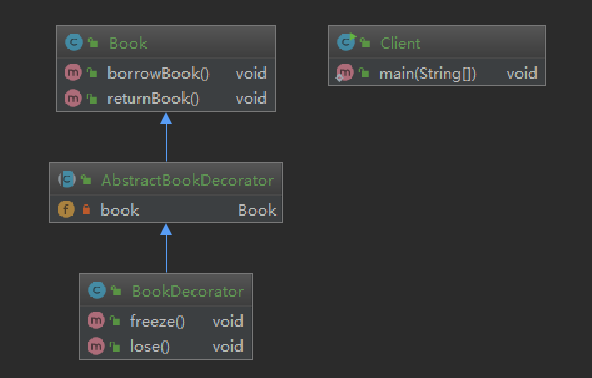 Book
borrowBook() void
returnBook() void
Client
main(String[]) void
AbstractBookDecorator
book Book
BookDecorator
freeze() void
lose() void